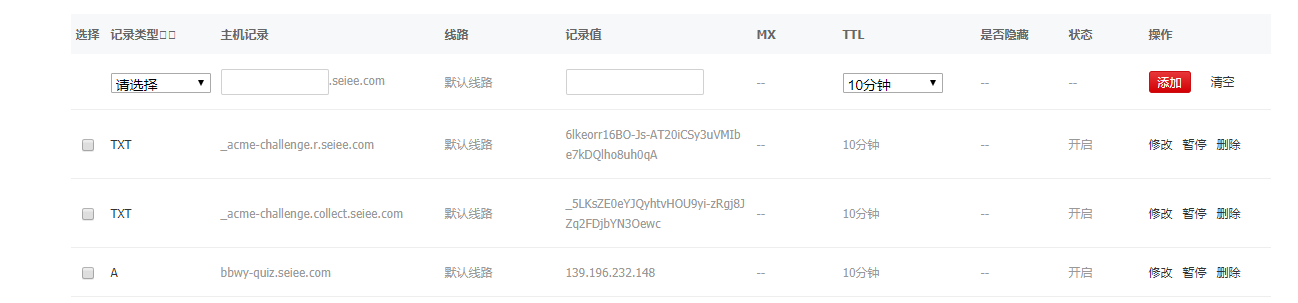 选择 记录类型 主机记录 线路 记录值 MX TTL 是否隐藏 状态 操作
请选择 .seiee.com 默认线路 -- 10分钟 -- -- 添加 清空
TXT _acme-challenge.r.seiee.com 默认线路 6lkeorr16BO-Js-AT20iCSy3uVMIb -- 10分钟 -- 开启 修改 暂停 删除
e7kDQlho8uh0qA
TXT _acme-challenge.collect.seiee.com 默认线路 _5LKsZE0eYJQyhtvHOU9yi-zRgj8J -- 10分钟 -- 开启 修改 暂停 删除
Zq2FDjbYN3Oewc
A bbwy-quiz.seiee.com 默认线路 139.196.232.148 -- 10分钟 -- 开启 修改 暂停 删除